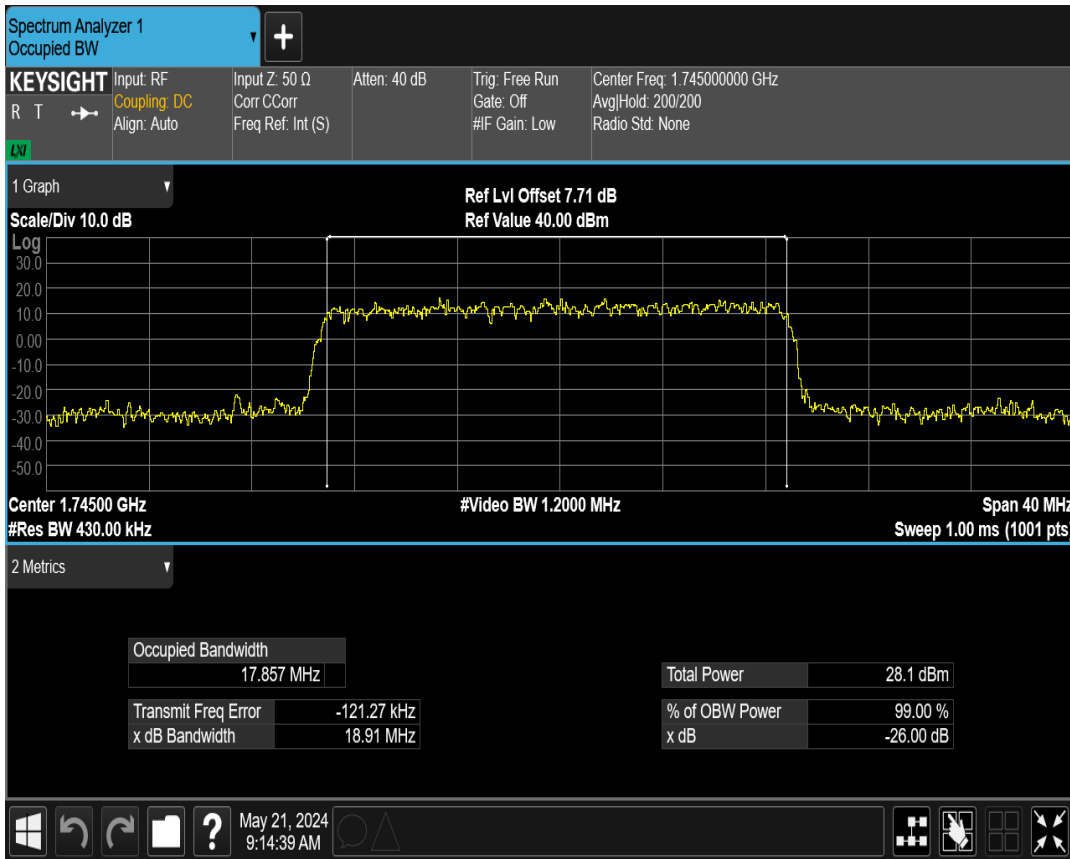 Spectrum Analyzer 1
Occupied BW
KEYSIGHT
R T
LXI
Input: RF
Coupling: DC
Align: Auto
Input Z: 50 Ω
Corr CCorr
Freq Ref: Int (S)
Atten: 40 dB
Trig: Free Run
Gate: Off
#IF Gain: Low
Center Freq: 1.745000000 GHz
Avg|Hold: 200/200
Radio Std: None
1 Graph
Scale/Div 10.0 dB
Ref Lvl Offset 7.71 dB
Ref Value 40.00 dBm
Log
30.0
20.0
10.0
0.00
-10.0
-20.0
-30.0
-40.0
-50.0
Center 1.74500 GHz
#Video BW 1.2000 MHz
Span 40 MHz
#Res BW 430.00 kHz
Sweep 1.00 ms (1001 pts)
2 Metrics
Occupied Bandwidth
17.857 MHz
Transmit Freq Error -121.27 kHz
x dB Bandwidth 18.91 MHz
Total Power 28.1 dBm
% of OBW Power 99.00 %
x dB -26.00 dB
?
May 21, 2024
9:14:39 AM